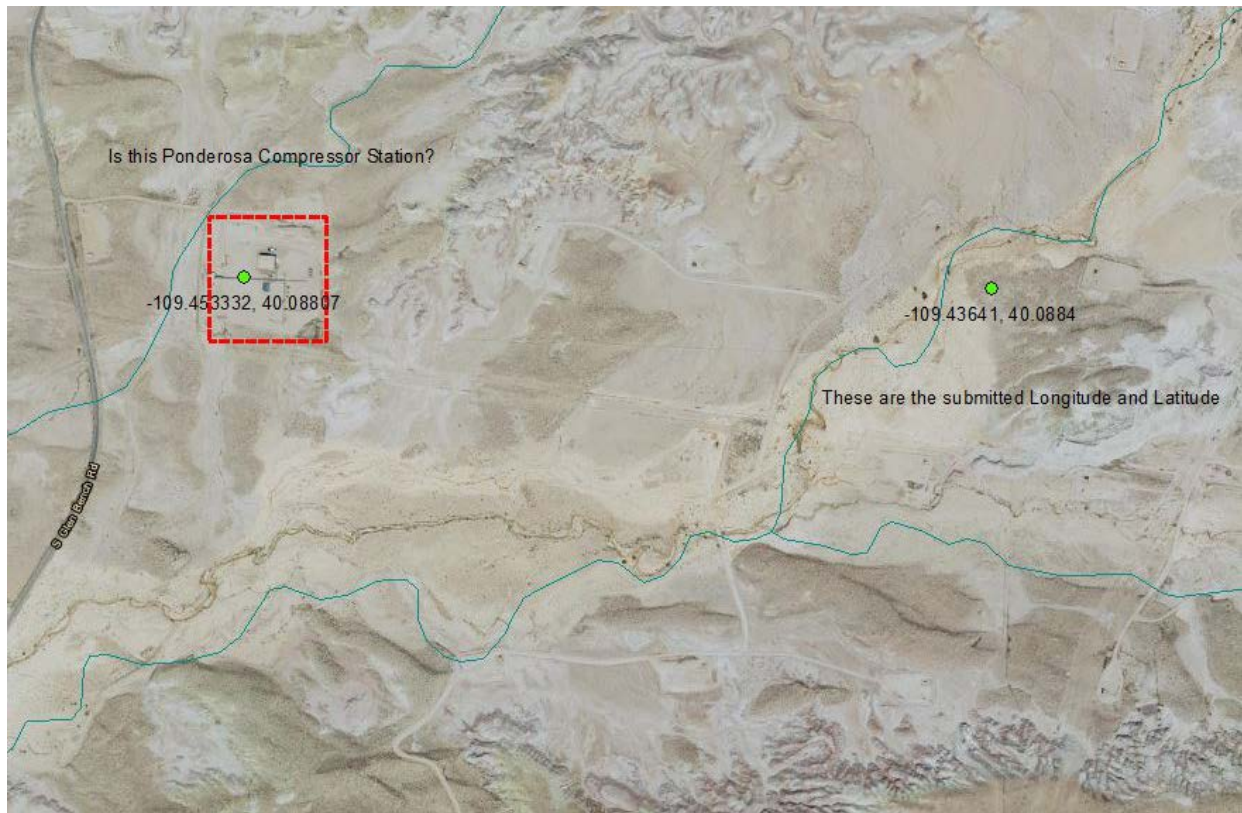 Is this Ponderosa Compressor Station?
-109.453332, 40.08807
-109.43641, 40.0884
These are the submitted Longitude and Latitude
S Glen Bench Rd